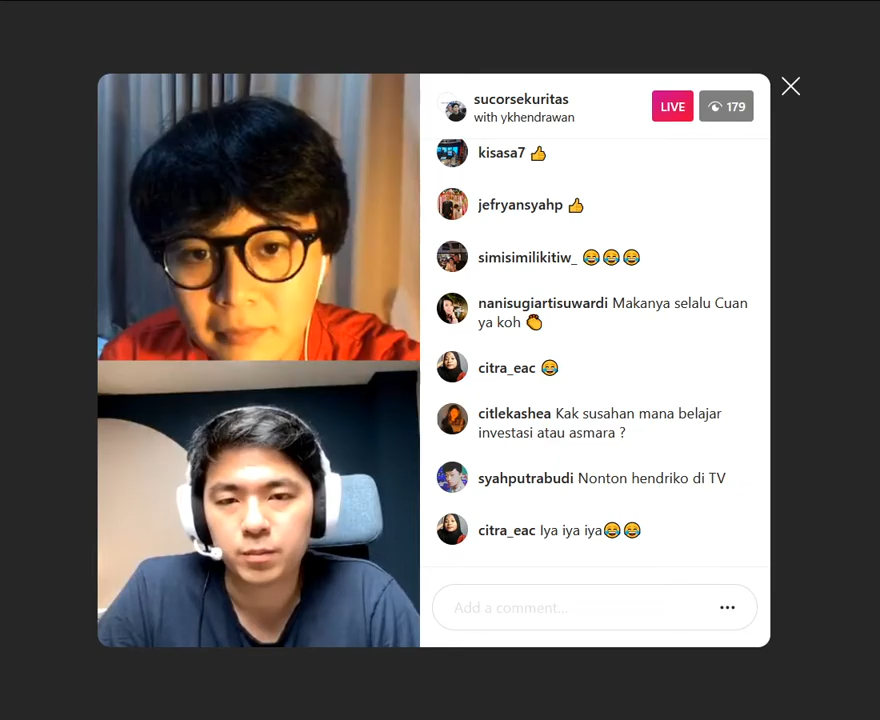 sucorsekuritas
with ykhendrawan
LIVE
179
kisasa7 👍
jefryansyahp 👍
simisimilikitiw_ 😂😂😂
nanisugiartisuwardi Makanya selalu Cuan
ya koh 👏
citra_eac 😂
citlekashea Kak susahan mana belajar
investasi atau asmara ?
syahputrabudi Nonton hendriko di TV
citra_eac Iya iya iya😂😂
Add a comment...